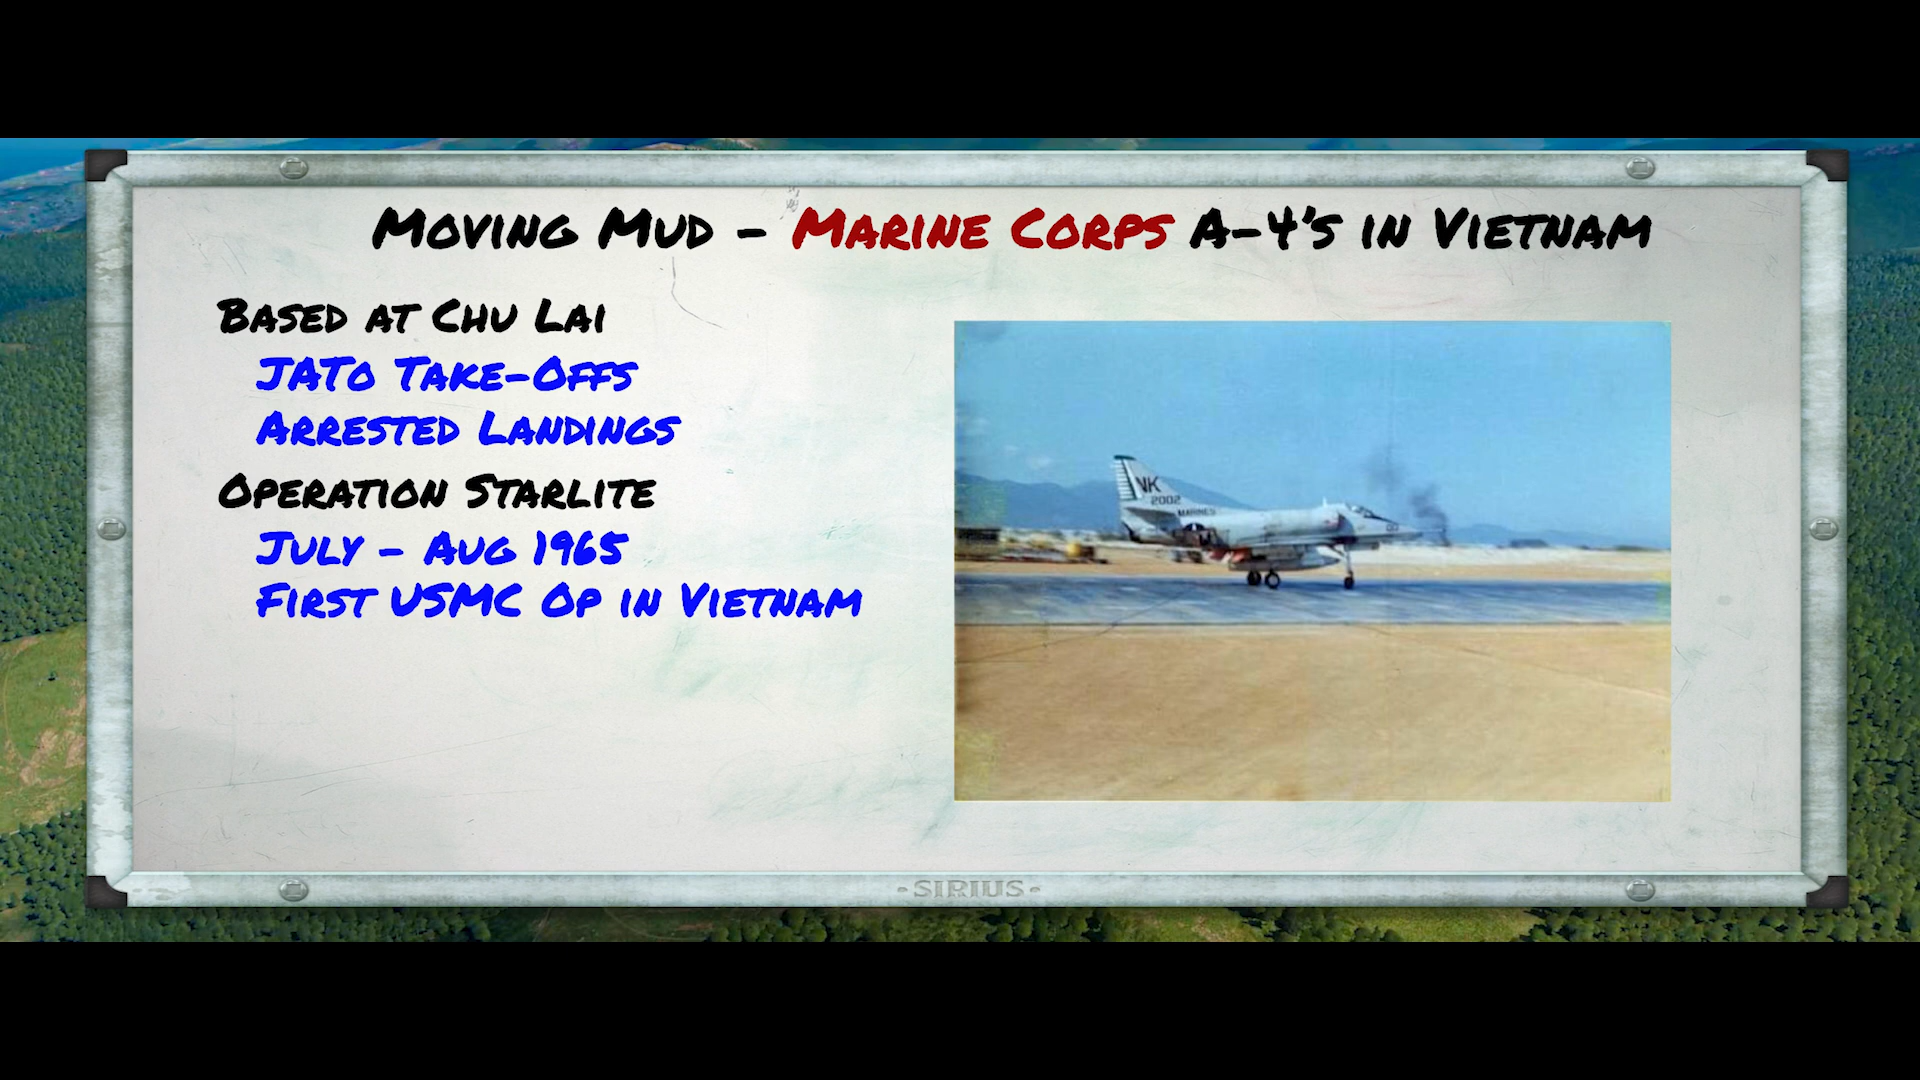 Moving Mud - Marine Corps A-4's in Vietnam
Based at Chu Lai
JATO Take-Offs
Arrested Landings
Operation Starlite
July - Aug 1965
First USMC Op in Vietnam
VK
2002
MARINES
·SIRIUS·